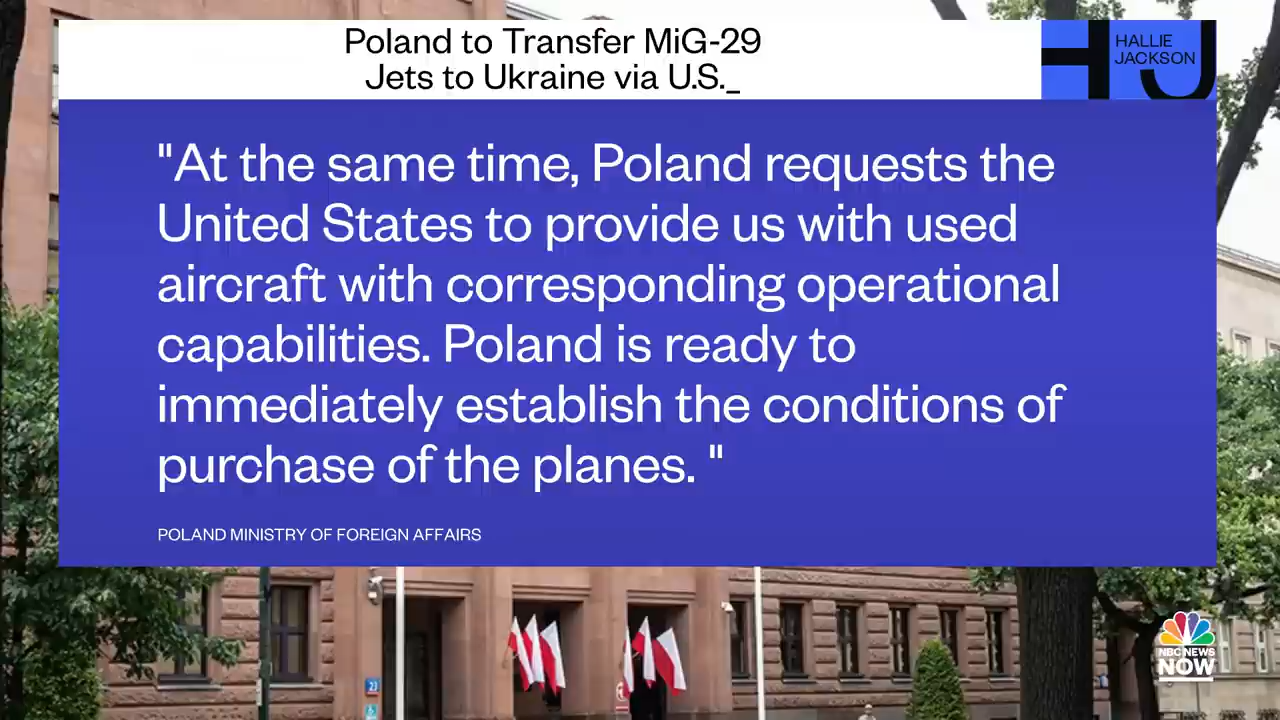 Poland to Transfer MiG-29
Jets to Ukraine via U.S._
HJ
HALLIE
JACKSON
"At the same time, Poland requests the
United States to provide us with used
aircraft with corresponding operational
capabilities. Poland is ready to
immediately establish the conditions of
purchase of the planes. "
POLAND MINISTRY OF FOREIGN AFFAIRS
23
NBC NEWS
NOW